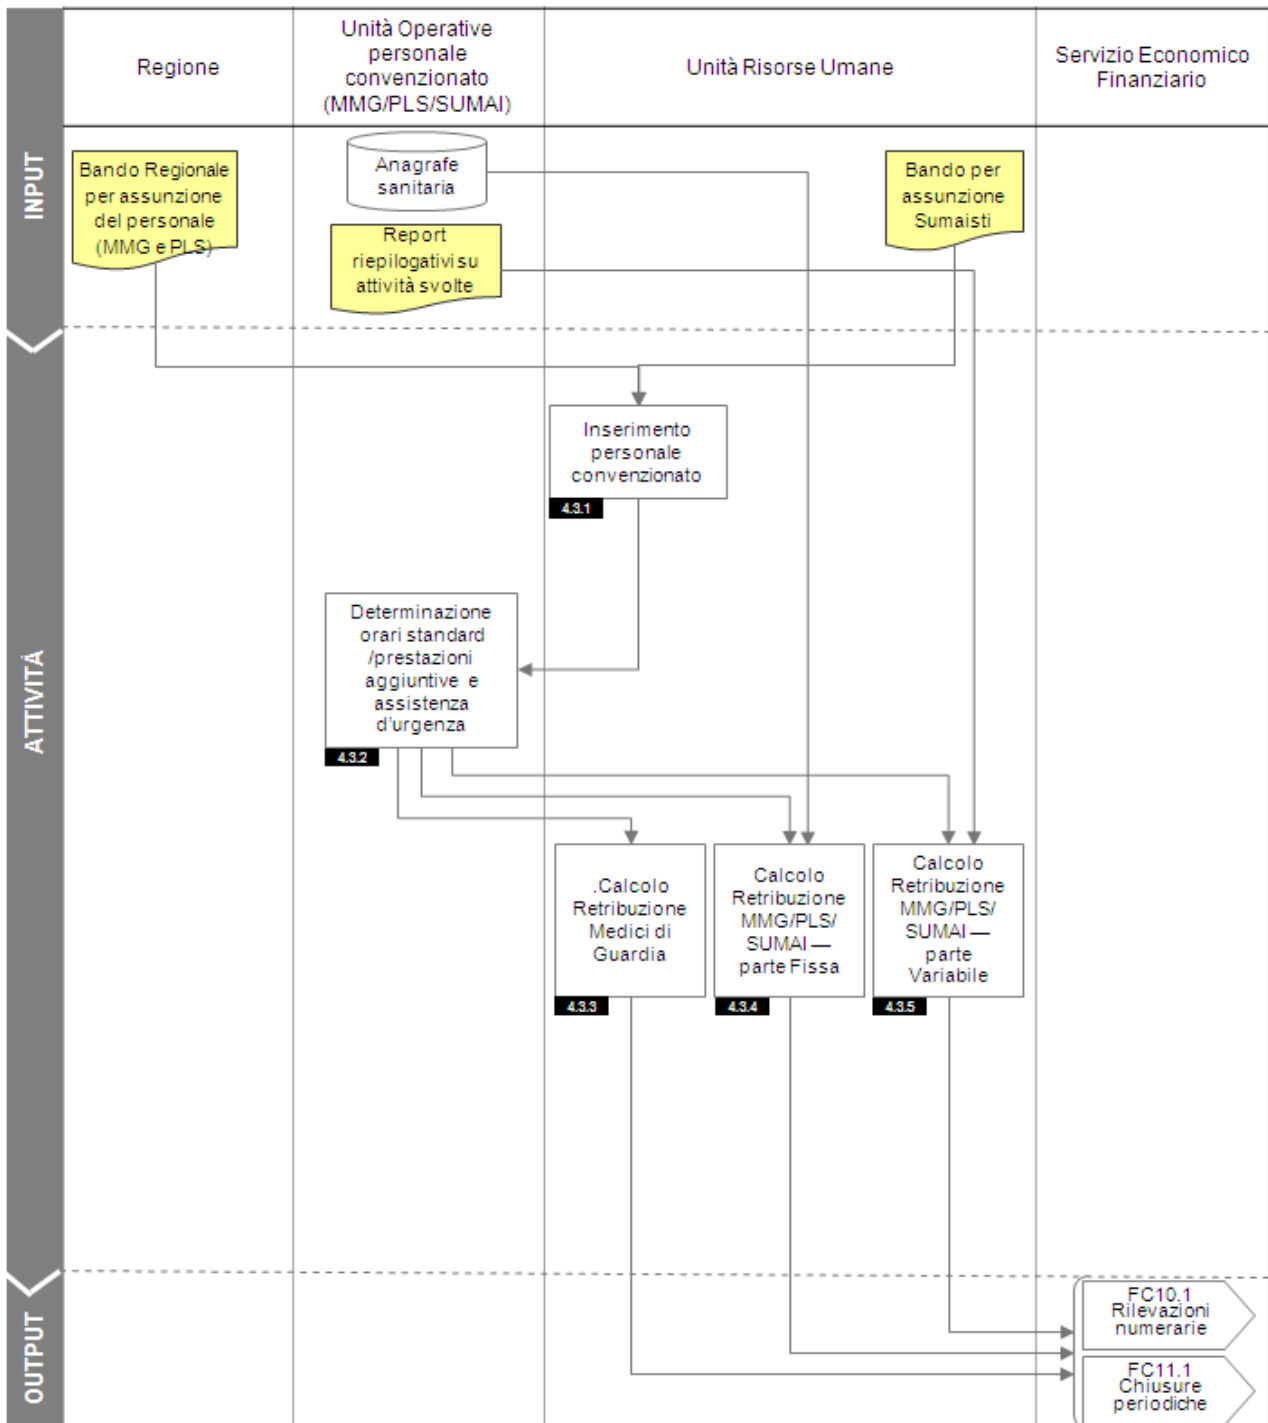 Regione
Unità Operative
personale
convenzionato
(MMG/PLS/SUMAI)
Unità Risorse Umane
Servizio Economico
Finanziario
INPUT
Bando Regionale
per assunzione
del personale
(MMG e PLS)
Anagrafe
sanitaria
Report
riepilogativi su
attività svolte
Bando per
assunzione
Sumaisti
ATTIVITÀ
Inserimento
personale
convenzionato
4.3.1
Determinazione
orari standard
/prestazioni
aggiuntive e
assistenza
d'urgenza
4.3.2
.Calcolo
Retribuzione
Medici di
Guardia
4.3.3
Calcolo
Retribuzione
MMG/PLS/
SUMAI —
parte Fissa
4.3.4
Calcolo
Retribuzione
MMG/PLS/
SUMAI —
parte
Variabile
4.3.5
OUTPUT
FC10.1
Rilevazioni
numerarie
FC11.1
Chiusure
periodiche